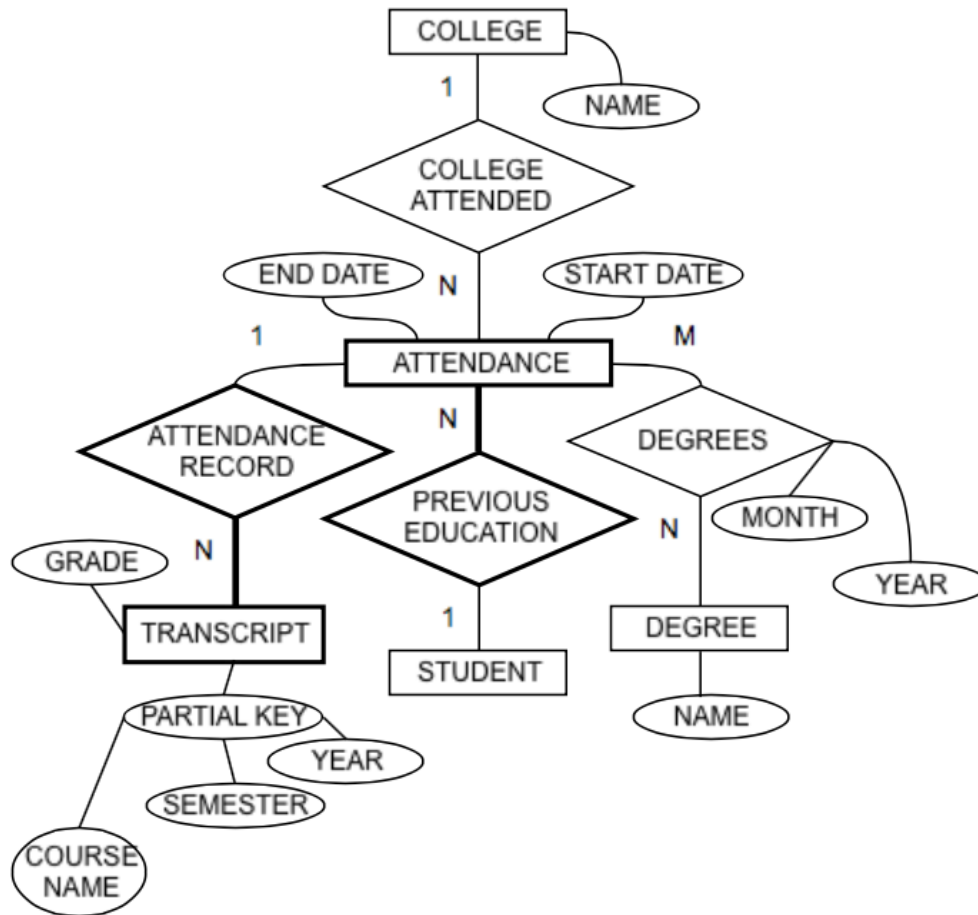 COLLEGE
1
NAME
COLLEGE
ATTENDED
END DATE
N
START DATE
1
M
ATTENDANCE
N
ATTENDANCE
RECORD
DEGREES
PREVIOUS
EDUCATION
MONTH
N
N
GRADE
YEAR
1
TRANSCRIPT
DEGREE
STUDENT
PARTIAL KEY
NAME
YEAR
SEMESTER
COURSE
NAME